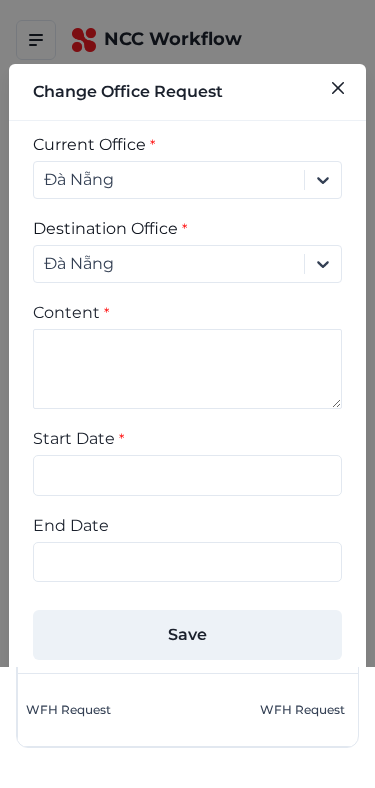 NCC Workflow
Change Office Request
Current Office *
Đà Nẵng
Destination Office *
Đà Nẵng
Content *
Start Date *
End Date
Save
WFH Request WFH Request